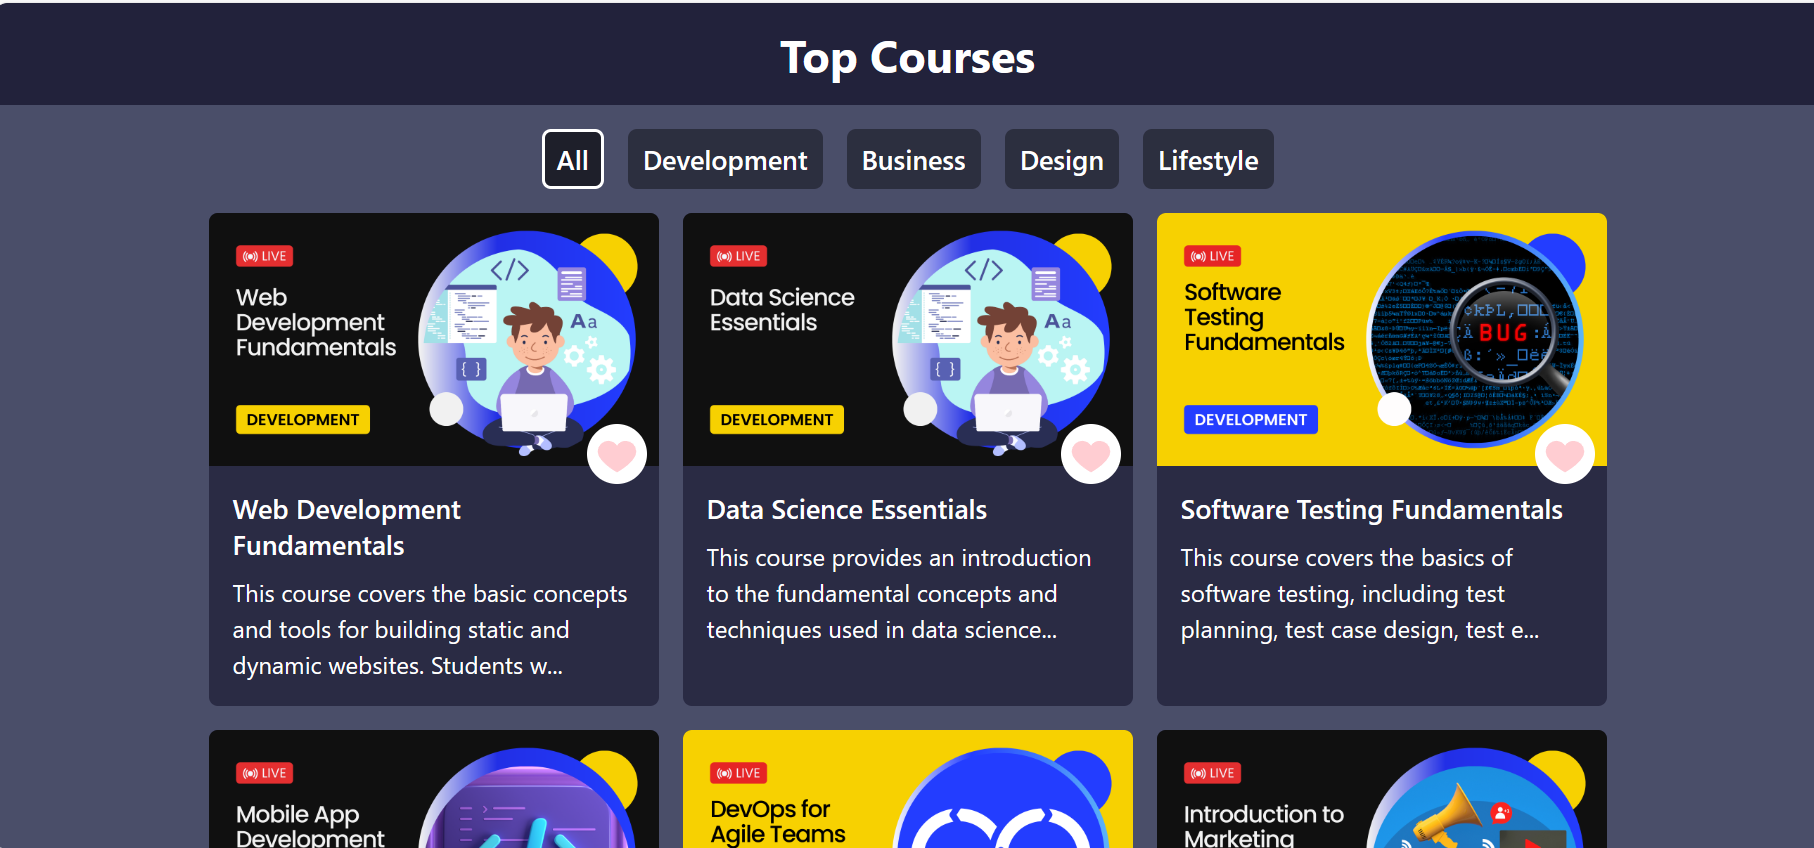 Top Courses
All
Development
Business
Design
Lifestyle
LIVE
Web
Development
Fundamentals
</>
Aa
{ }
DEVELOPMENT
Web Development
Fundamentals
This course covers the basic concepts
and tools for building static and
dynamic websites. Students w...
LIVE
Data Science
Essentials
</>
Aa
{ }
DEVELOPMENT
Data Science Essentials
This course provides an introduction
to the fundamental concepts and
techniques used in data science...
LIVE
Software
Testing
Fundamentals
BUG
DEVELOPMENT
Software Testing Fundamentals
This course covers the basics of
software testing, including test
planning, test case design, test e...
LIVE
Mobile App
Development
LIVE
DevOps for
Agile Teams
LIVE
Introduction to
Marketing